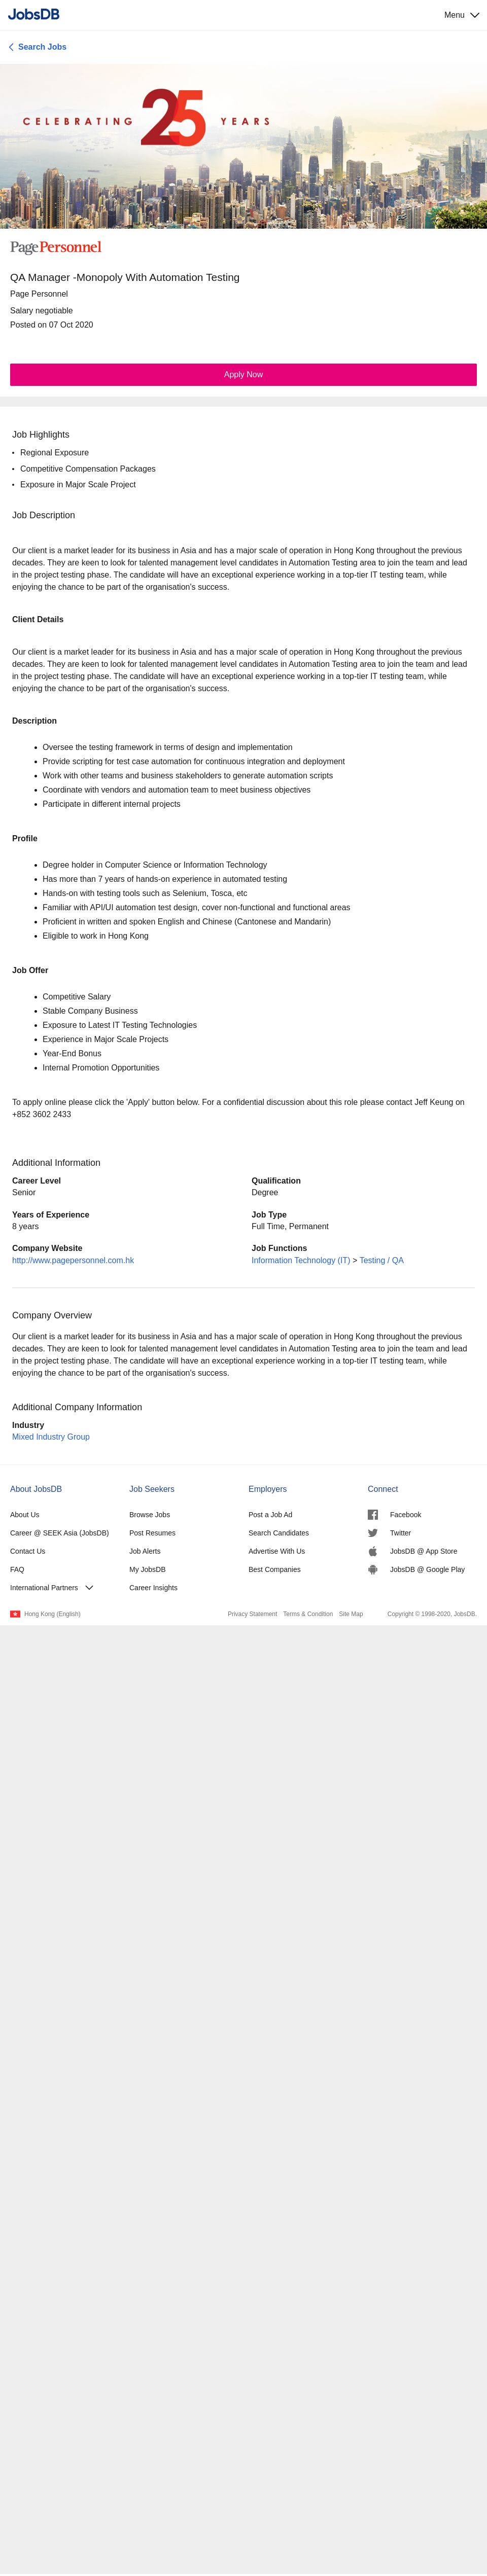 JobsDB
Menu
Search Jobs
CELEBRATING 25 YEARS
PagePersonnel
QA Manager -Monopoly With Automation Testing
Page Personnel
Salary negotiable
Posted on 07 Oct 2020
Apply Now
Job Highlights
• Regional Exposure
• Competitive Compensation Packages
• Exposure in Major Scale Project
Job Description
Our client is a market leader for its business in Asia and has a major scale of operation in Hong Kong throughout the previous
decades. They are keen to look for talented management level candidates in Automation Testing area to join the team and lead
in the project testing phase. The candidate will have an exceptional experience working in a top-tier IT testing team, while
enjoying the chance to be part of the organisation's success.
Client Details
Our client is a market leader for its business in Asia and has a major scale of operation in Hong Kong throughout the previous
decades. They are keen to look for talented management level candidates in Automation Testing area to join the team and lead
in the project testing phase. The candidate will have an exceptional experience working in a top-tier IT testing team, while
enjoying the chance to be part of the organisation's success.
Description
• Oversee the testing framework in terms of design and implementation
• Provide scripting for test case automation for continuous integration and deployment
• Work with other teams and business stakeholders to generate automation scripts
• Coordinate with vendors and automation team to meet business objectives
• Participate in different internal projects
Profile
• Degree holder in Computer Science or Information Technology
• Has more than 7 years of hands-on experience in automated testing
• Hands-on with testing tools such as Selenium, Tosca, etc
• Familiar with API/UI automation test design, cover non-functional and functional areas
• Proficient in written and spoken English and Chinese (Cantonese and Mandarin)
• Eligible to work in Hong Kong
Job Offer
• Competitive Salary
• Stable Company Business
• Exposure to Latest IT Testing Technologies
• Experience in Major Scale Projects
• Year-End Bonus
• Internal Promotion Opportunities
To apply online please click the 'Apply' button below. For a confidential discussion about this role please contact Jeff Keung on
+852 3602 2433
Additional Information
Career Level
Senior
Qualification
Degree
Years of Experience
8 years
Job Type
Full Time, Permanent
Company Website
http://www.pagepersonnel.com.hk
Job Functions
Information Technology (IT) > Testing / QA
Company Overview
Our client is a market leader for its business in Asia and has a major scale of operation in Hong Kong throughout the previous
decades. They are keen to look for talented management level candidates in Automation Testing area to join the team and lead
in the project testing phase. The candidate will have an exceptional experience working in a top-tier IT testing team, while
enjoying the chance to be part of the organisation's success.
Additional Company Information
Industry
Mixed Industry Group
About JobsDB
About Us
Career @ SEEK Asia (JobsDB)
Contact Us
FAQ
International Partners
Job Seekers
Browse Jobs
Post Resumes
Job Alerts
My JobsDB
Career Insights
Employers
Post a Job Ad
Search Candidates
Advertise With Us
Best Companies
Connect
Facebook
Twitter
JobsDB @ App Store
JobsDB @ Google Play
Hong Kong (English)
Privacy Statement Terms & Condition Site Map
Copyright © 1998-2020, JobsDB.